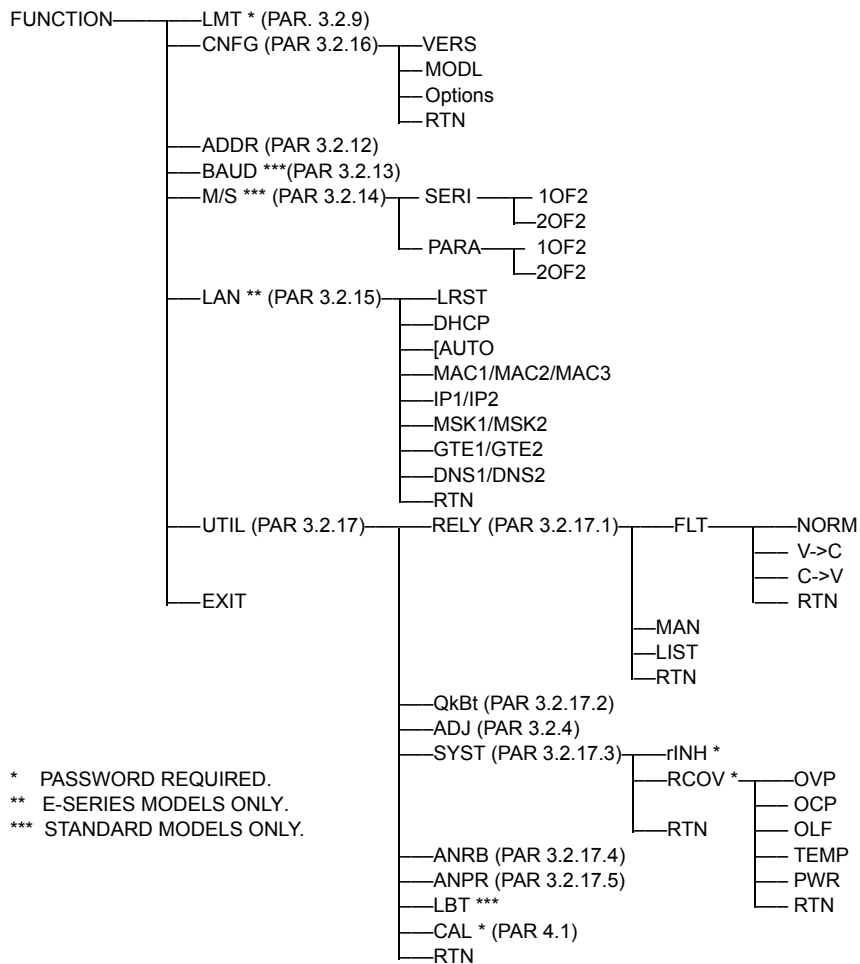 FUNCTION LMT * (PAR. 3.2.9)
CNFG (PAR 3.2.16) VERS
MODL
Options
RTN
ADDR (PAR 3.2.12)
BAUD ***(PAR 3.2.13)
M/S *** (PAR 3.2.14) SERI 1OF2
2OF2
PARA 1OF2
2OF2
LAN ** (PAR 3.2.15) LRST
DHCP
[AUTO
MAC1/MAC2/MAC3
IP1/IP2
MSK1/MSK2
GTE1/GTE2
DNS1/DNS2
RTN
UTIL (PAR 3.2.17) RELY (PAR 3.2.17.1) FLT NORM
V->C
C->V
EXIT RTN
MAN
LIST
RTN
QkBt (PAR 3.2.17.2)
ADJ (PAR 3.2.4)
SYST (PAR 3.2.17.3) rINH *
* PASSWORD REQUIRED. RCOV * OVP
** E-SERIES MODELS ONLY. OCP
*** STANDARD MODELS ONLY. RTN OLF
ANRB (PAR 3.2.17.4) TEMP
ANPR (PAR 3.2.17.5) PWR
LBT *** RTN
CAL * (PAR 4.1)
RTN